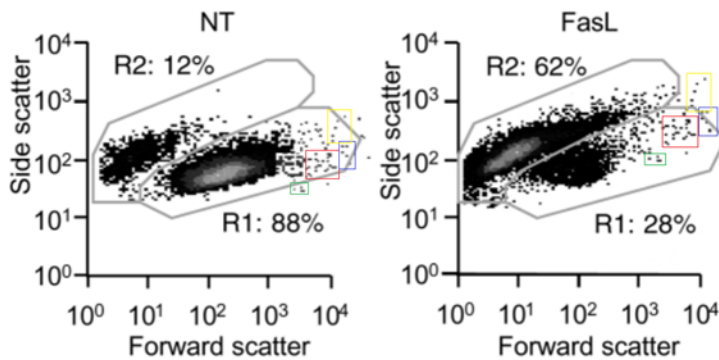 NT
Side scatter
10⁴
10³
10²
10¹
10⁰
R2: 12%
R1: 88%
10⁰ 10¹ 10² 10³ 10⁴
Forward scatter
FasL
Side scatter
10⁴
10³
10²
10¹
10⁰
R2: 62%
R1: 28%
10⁰ 10¹ 10² 10³ 10⁴
Forward scatter